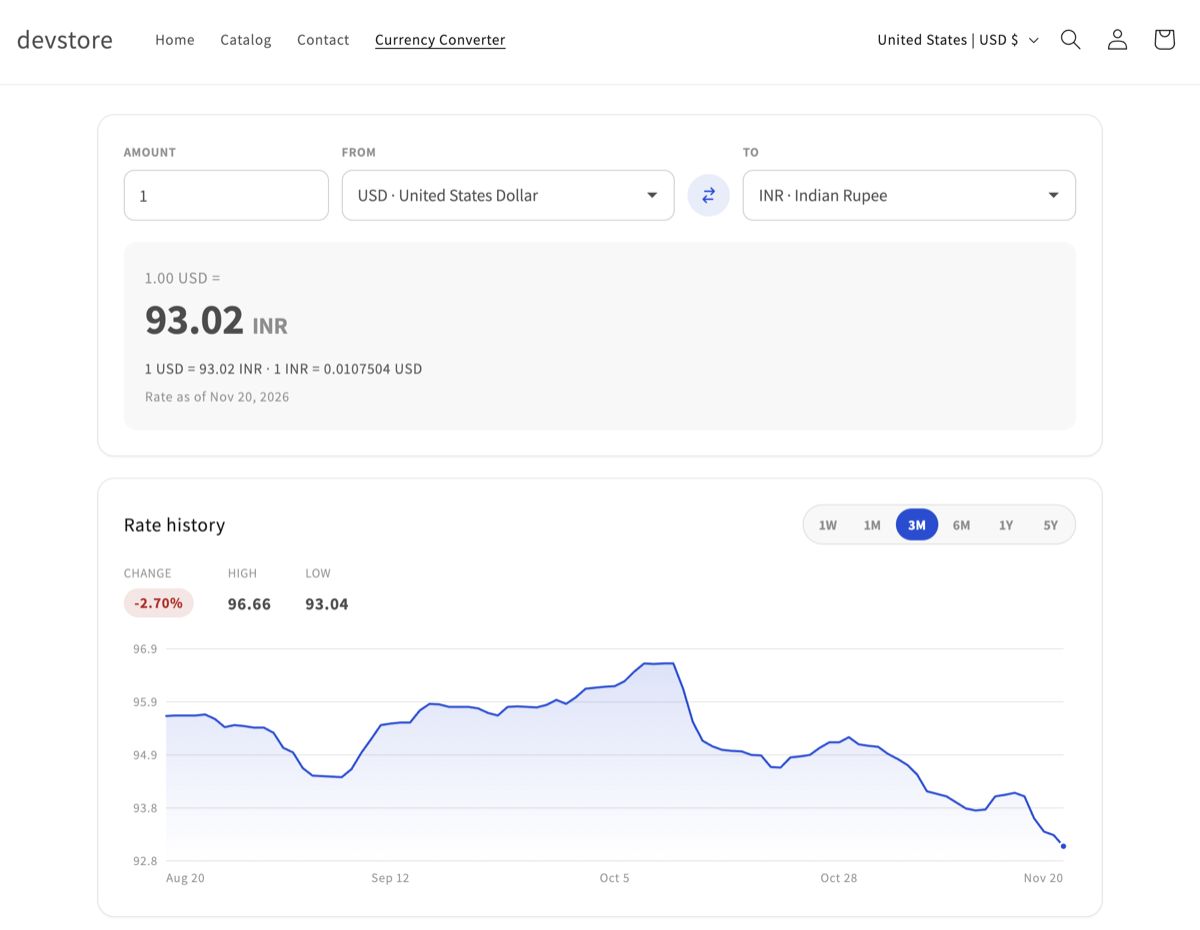 devstore
Home Catalog Contact Currency Converter
United States | USD $
AMOUNT
1
FROM
USD · United States Dollar
TO
INR · Indian Rupee
1.00 USD =
93.02 INR
1 USD = 93.02 INR · 1 INR = 0.0107504 USD
Rate as of Nov 20, 2026
Rate history
1W 1M 3M 6M 1Y 5Y
CHANGE HIGH LOW
-2.70% 96.66 93.04
96.9
95.9
94.9
93.8
92.8
Aug 20 Sep 12 Oct 5 Oct 28 Nov 20